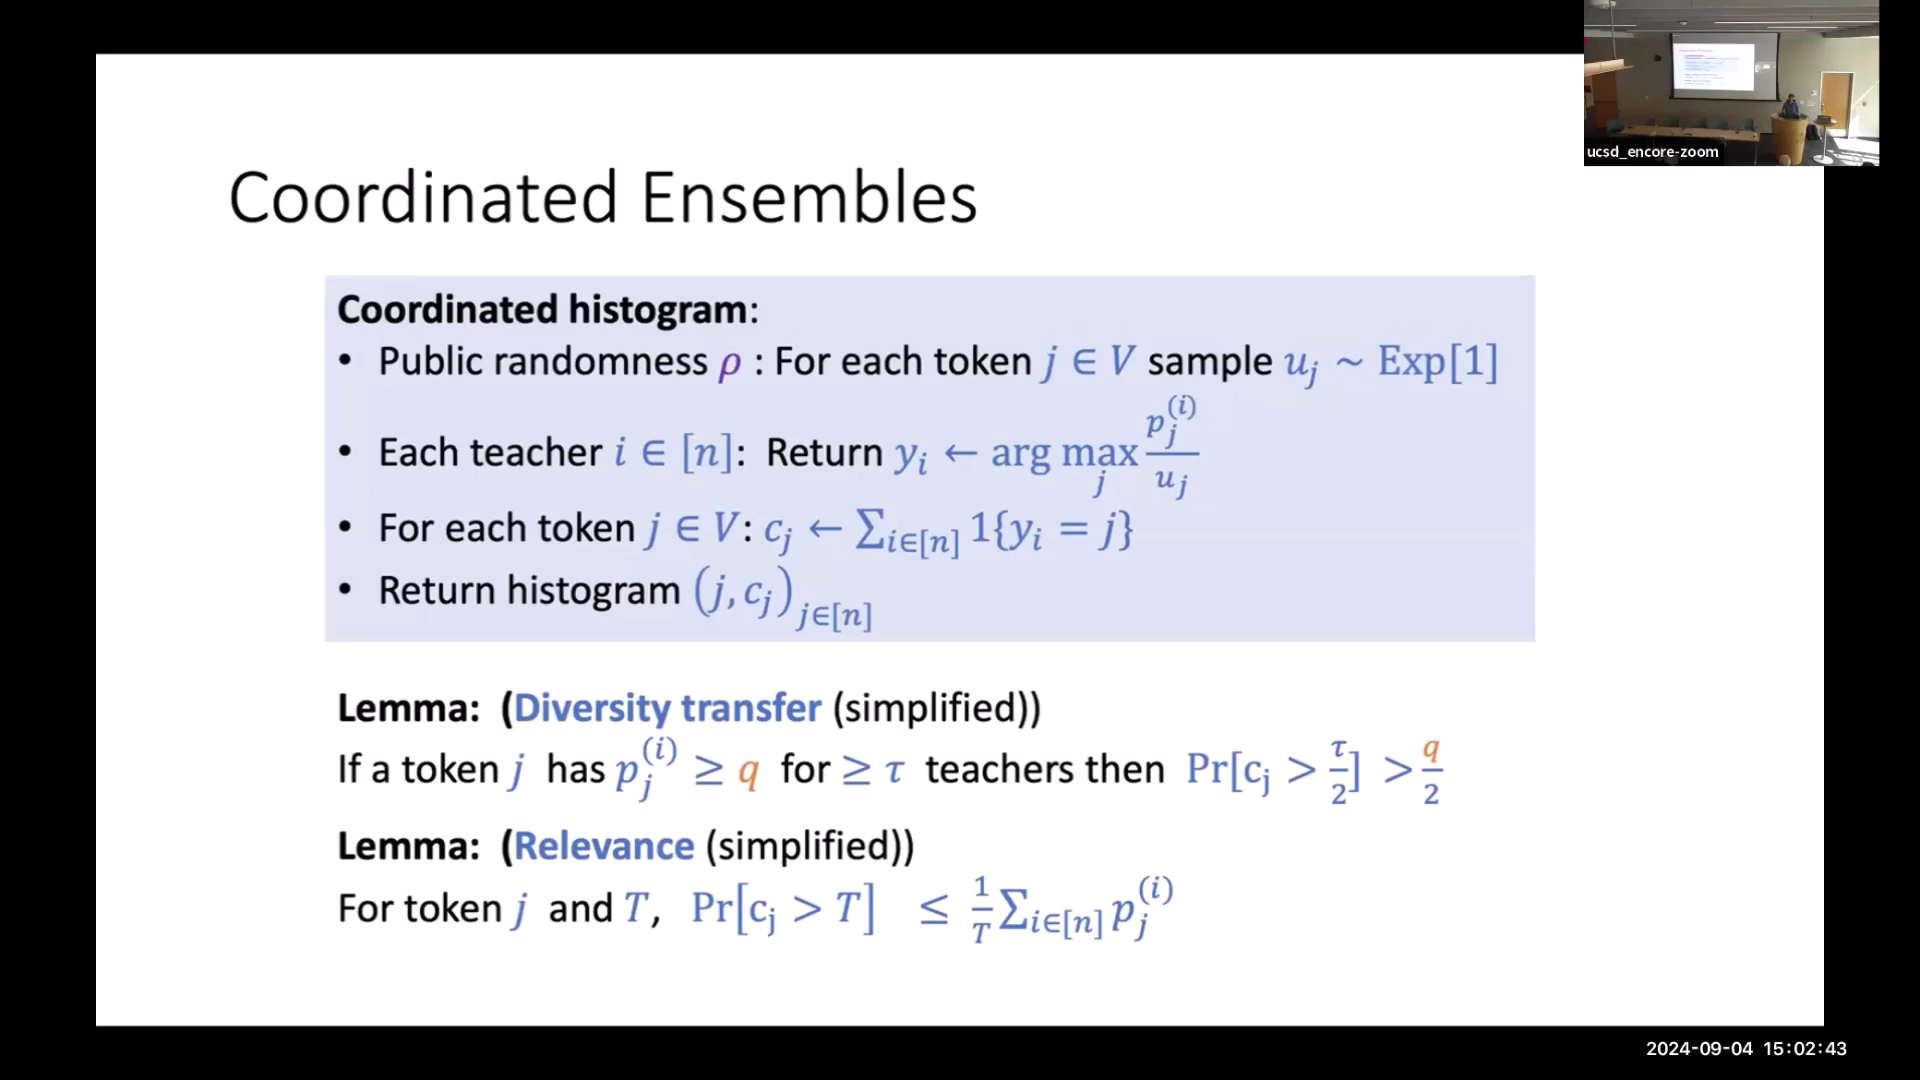 ucsd_encore-zoom
Coordinated Ensembles
Coordinated histogram:
• Public randomness ρ : For each token j ∈ V sample u_j ~ Exp[1]
• Each teacher i ∈ [n]: Return y_i ← arg max_j p_j^(i) / u_j
• For each token j ∈ V: c_j ← ∑_{i∈[n]} 1{y_i = j}
• Return histogram (j, c_j)_{j∈[n]}
Lemma: (Diversity transfer (simplified))
If a token j has p_j^(i) ≥ q for ≥ τ teachers then Pr[c_j > τ/2] > q/2
Lemma: (Relevance (simplified))
For token j and T, Pr[c_j > T] ≤ 1/T ∑_{i∈[n]} p_j^(i)
2024-09-04 15:02:43